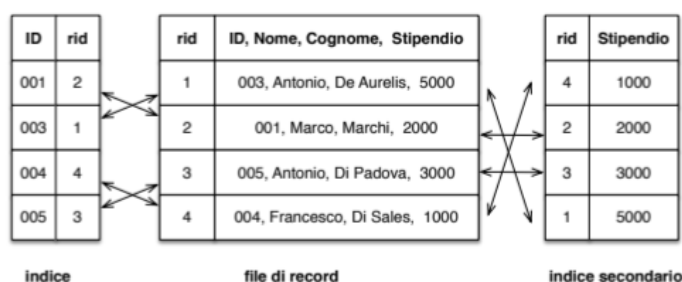 ID rid
001 2
003 1
004 4
005 3
indice
rid ID, Nome, Cognome, Stipendio
1 003, Antonio, De Aurelis, 5000
2 001, Marco, Marchi, 2000
3 005, Antonio, Di Padova, 3000
4 004, Francesco, Di Sales, 1000
file di record
rid Stipendio
4 1000
2 2000
3 3000
1 5000
indice secondario